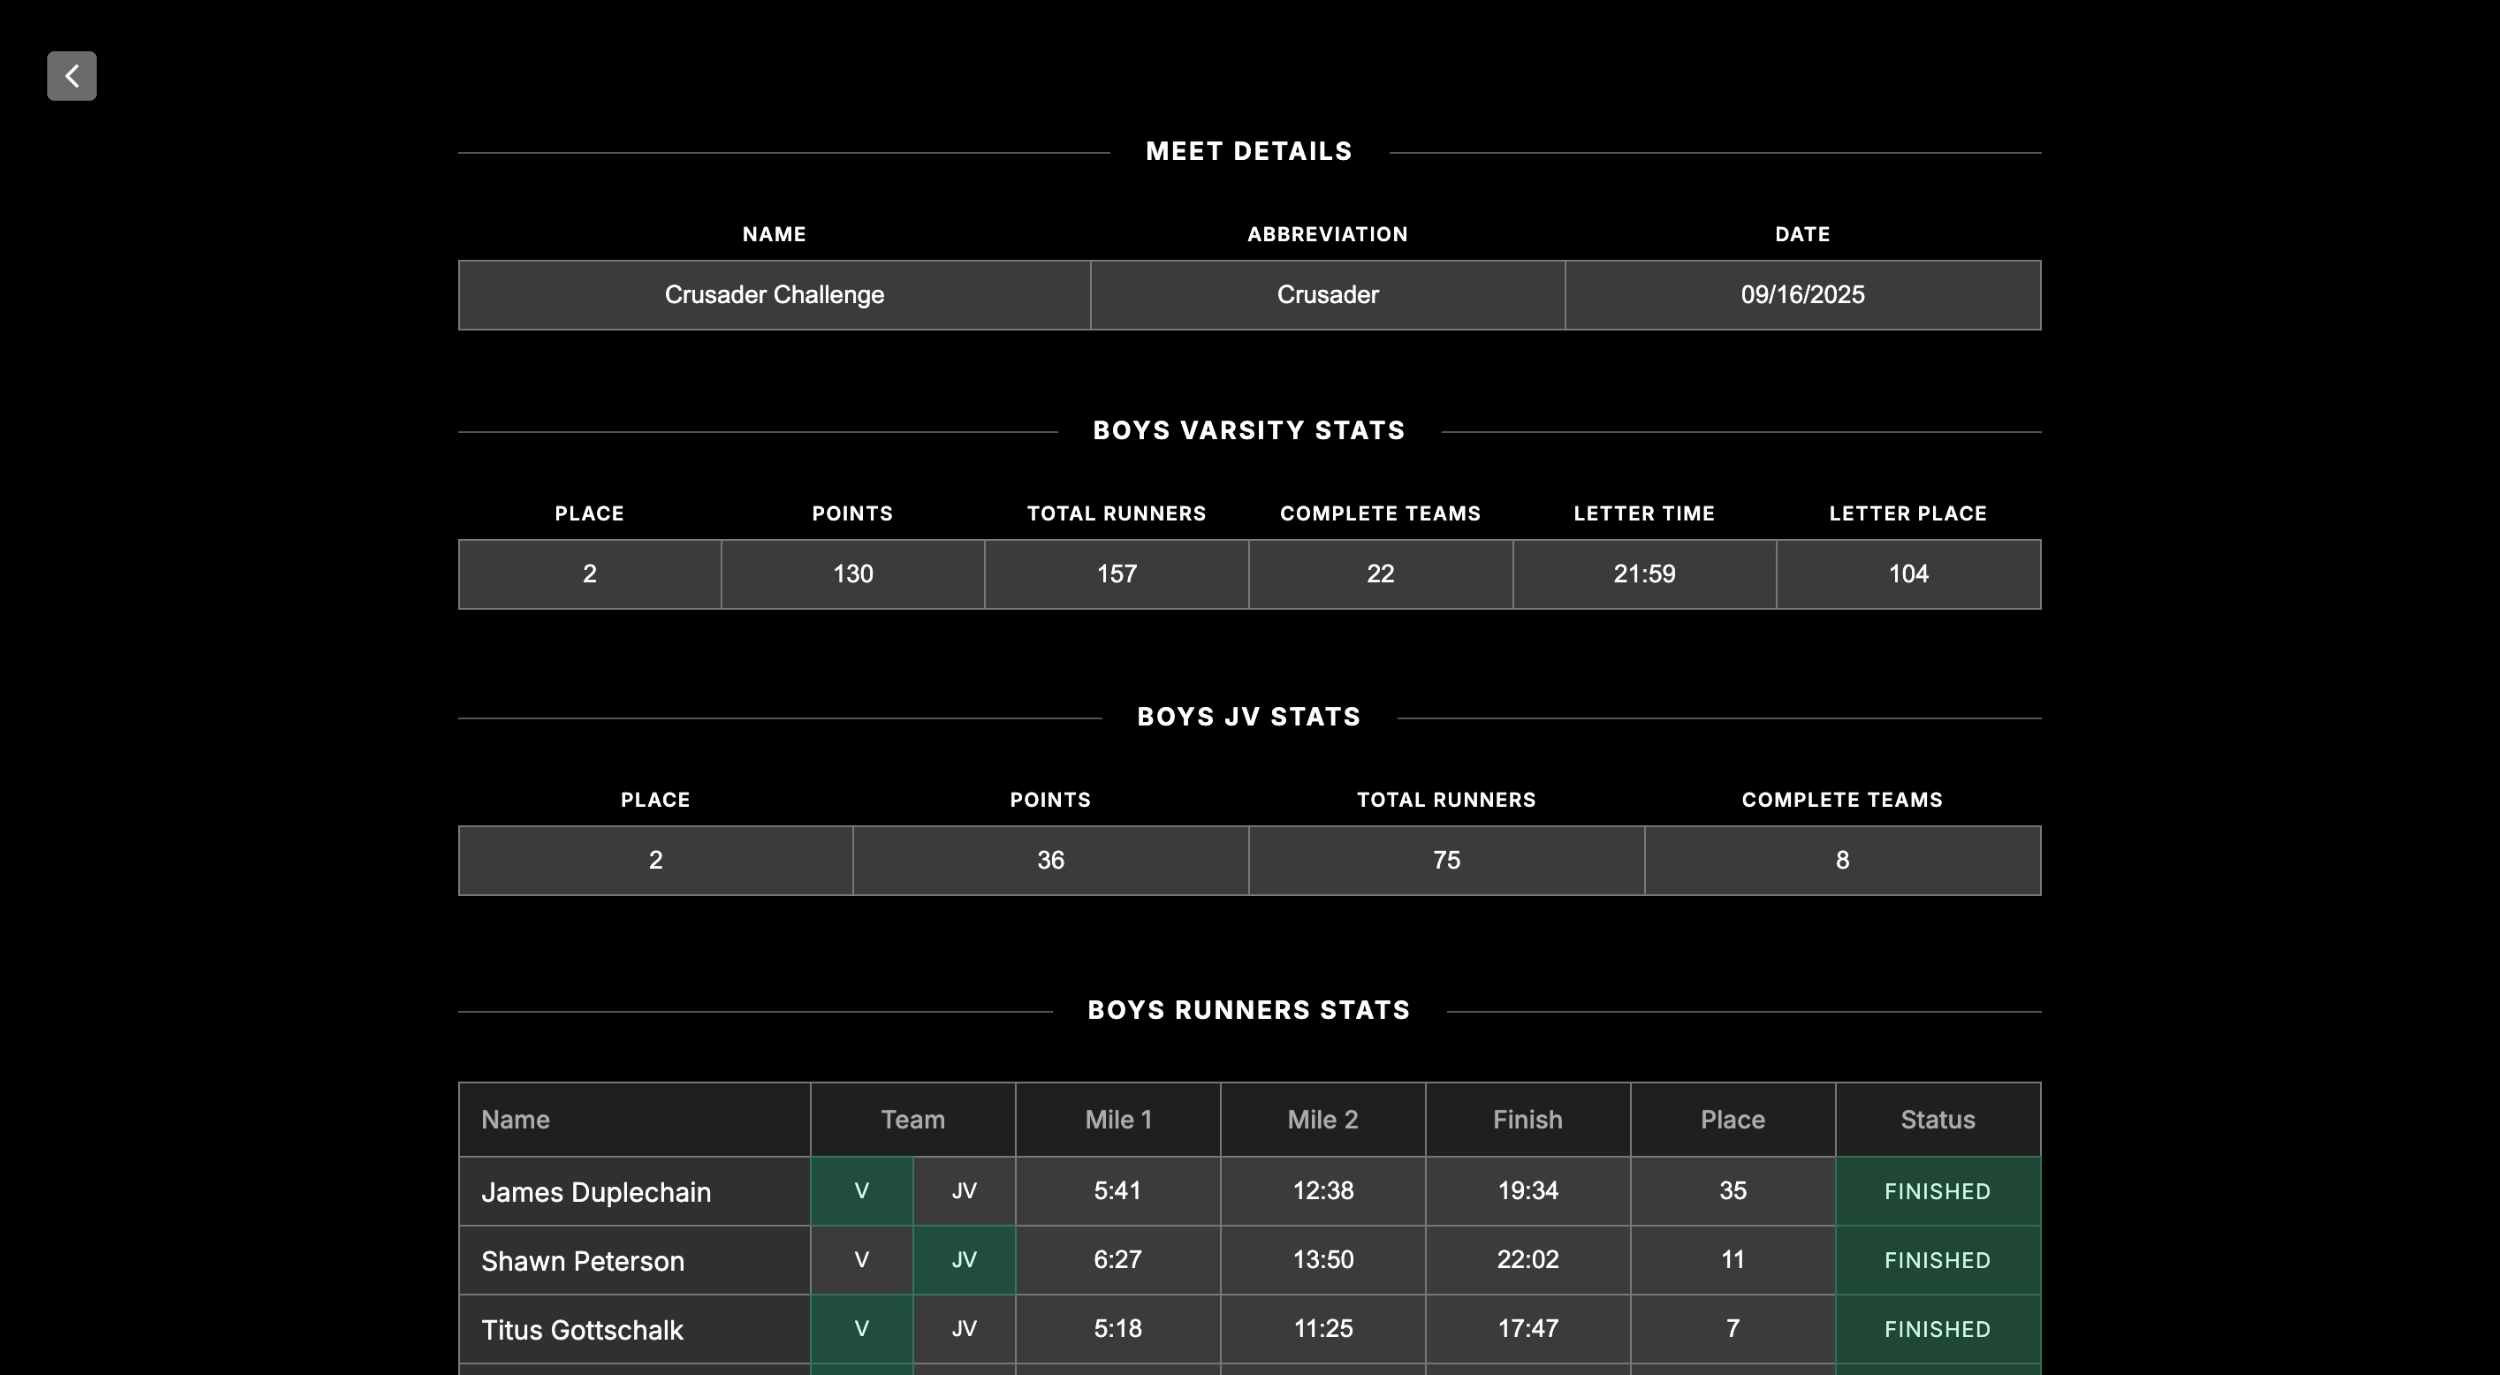 MEET DETAILS
NAME ABBREVIATION DATE
Crusader Challenge Crusader 09/16/2025
BOYS VARSITY STATS
PLACE POINTS TOTAL RUNNERS COMPLETE TEAMS LETTER TIME LETTER PLACE
2 130 157 22 21:59 104
BOYS JV STATS
PLACE POINTS TOTAL RUNNERS COMPLETE TEAMS
2 36 75 8
BOYS RUNNERS STATS
Name Team Mile 1 Mile 2 Finish Place Status
James Duplechain V JV 5:41 12:38 19:34 35 FINISHED
Shawn Peterson V JV 6:27 13:50 22:02 11 FINISHED
Titus Gottschalk V JV 5:18 11:25 17:47 7 FINISHED